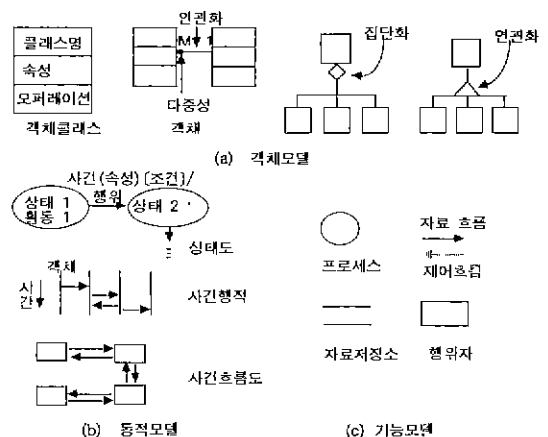 클래스명
속성
오퍼레이션
객체클래스
연관화
M 1
다중성
객채
집단화
연관화
(a) 객체모델
사건(속성)〔조건〕/
행위
상태 1
활동 1
상태 2
상태도
객체
사건
사건행적
사건흐름도
(b) 동적모델
프로세스
자료 흐름
제어흐름
자료저장소
행위자
(c) 기능모델